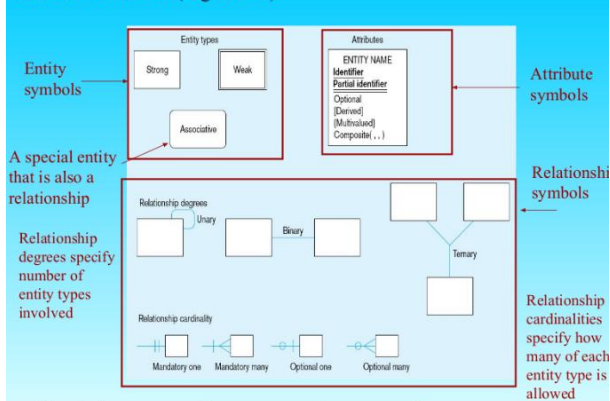 Entity types
Strong
Weak
Associative
Attributes
ENTITY NAME
Identifier
Partial identifier
Optional
[Derived]
{Multivalued}
Composite( , , )
Entity
symbols
Attribute
symbols
A special entity
that is also a
relationship
Relationshi
symbols
Relationship
degrees specify
number of
entity types
involved
Relationship degrees
Unary
Binary
Ternary
Relationship cardinality
Mandatory one
Mandatory many
Optional one
Optional many
Relationship
cardinalities
specify how
many of each
entity type is
allowed